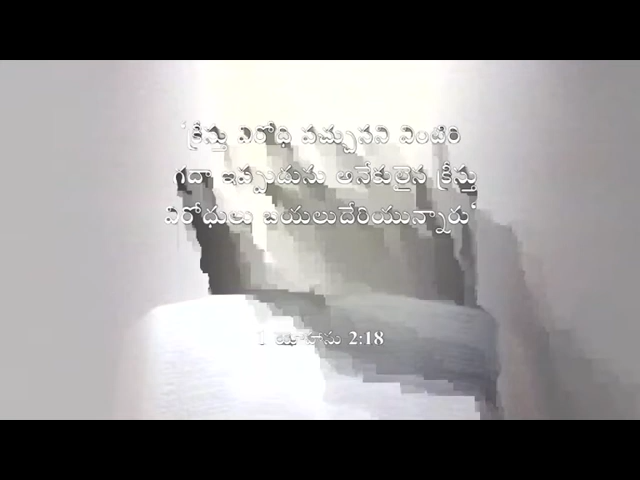 ‘క్రీస్తు విరోధి వచ్చునని వింటిరి
గదా ఇప్పుడును అనేకులైన క్రీస్తు
విరోధులు బయలుదేరియున్నారు‘
1 యోహాను 2:18